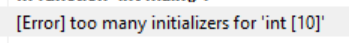 [Error] too many initializers for 'int [10]'